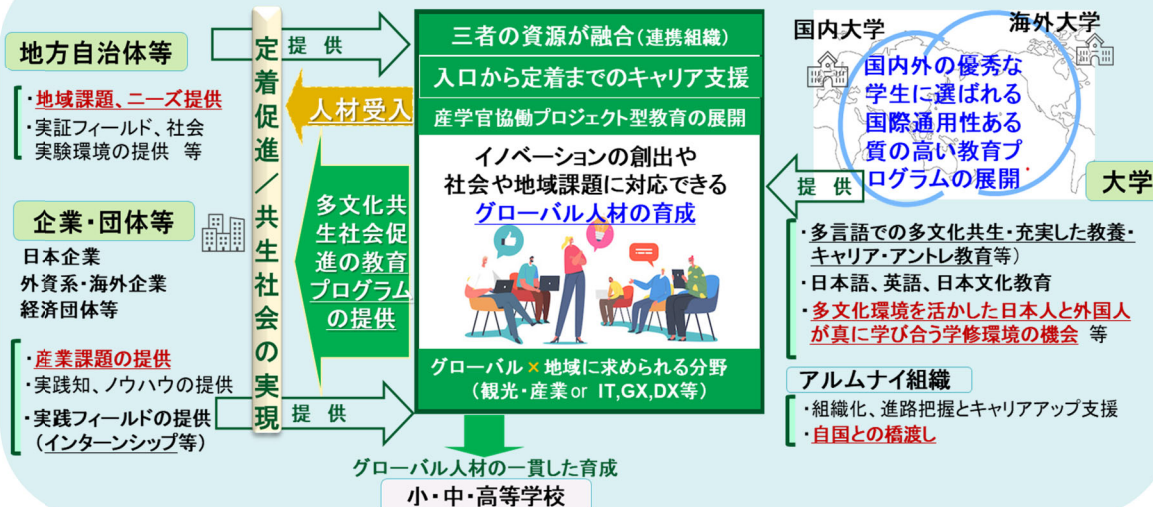 地方自治体等
・地域課題、ニーズ提供
・実証フィールド、社会
実験環境の提供 等
企業・団体等
日本企業
外資系・海外企業
経済団体等
・産業課題の提供
・実践知、ノウハウの提供
・実践フィールドの提供
（インターンシップ等）
定着促進／共生社会の実現
提 供
人材受入
多文化共
生社会促
進の教育
プログラム
の提供
提 供
三者の資源が融合（連携組織）
入口から定着までのキャリア支援
産学官協働プロジェクト型教育の展開
イノベーションの創出や
社会や地域課題に対応できる
グローバル人材の育成
グローバル×地域に求められる分野
（観光・産業or IT,GX,DX等）
グローバル人材の一貫した育成
小・中・高等学校
国内大学
海外大学
国内外の優秀な
学生に選ばれる
国際通用性ある
質の高い教育プ
ログラムの展開
提 供
大学
・多言語での多文化共生・充実した教養・
キャリア・アントレ教育等）
・日本語、英語、日本文化教育
・多文化環境を活かした日本人と外国人
が真に学び合う学修環境の機会 等
アルムナイ組織
・組織化、進路把握とキャリアアップ支援
・自国との橋渡し